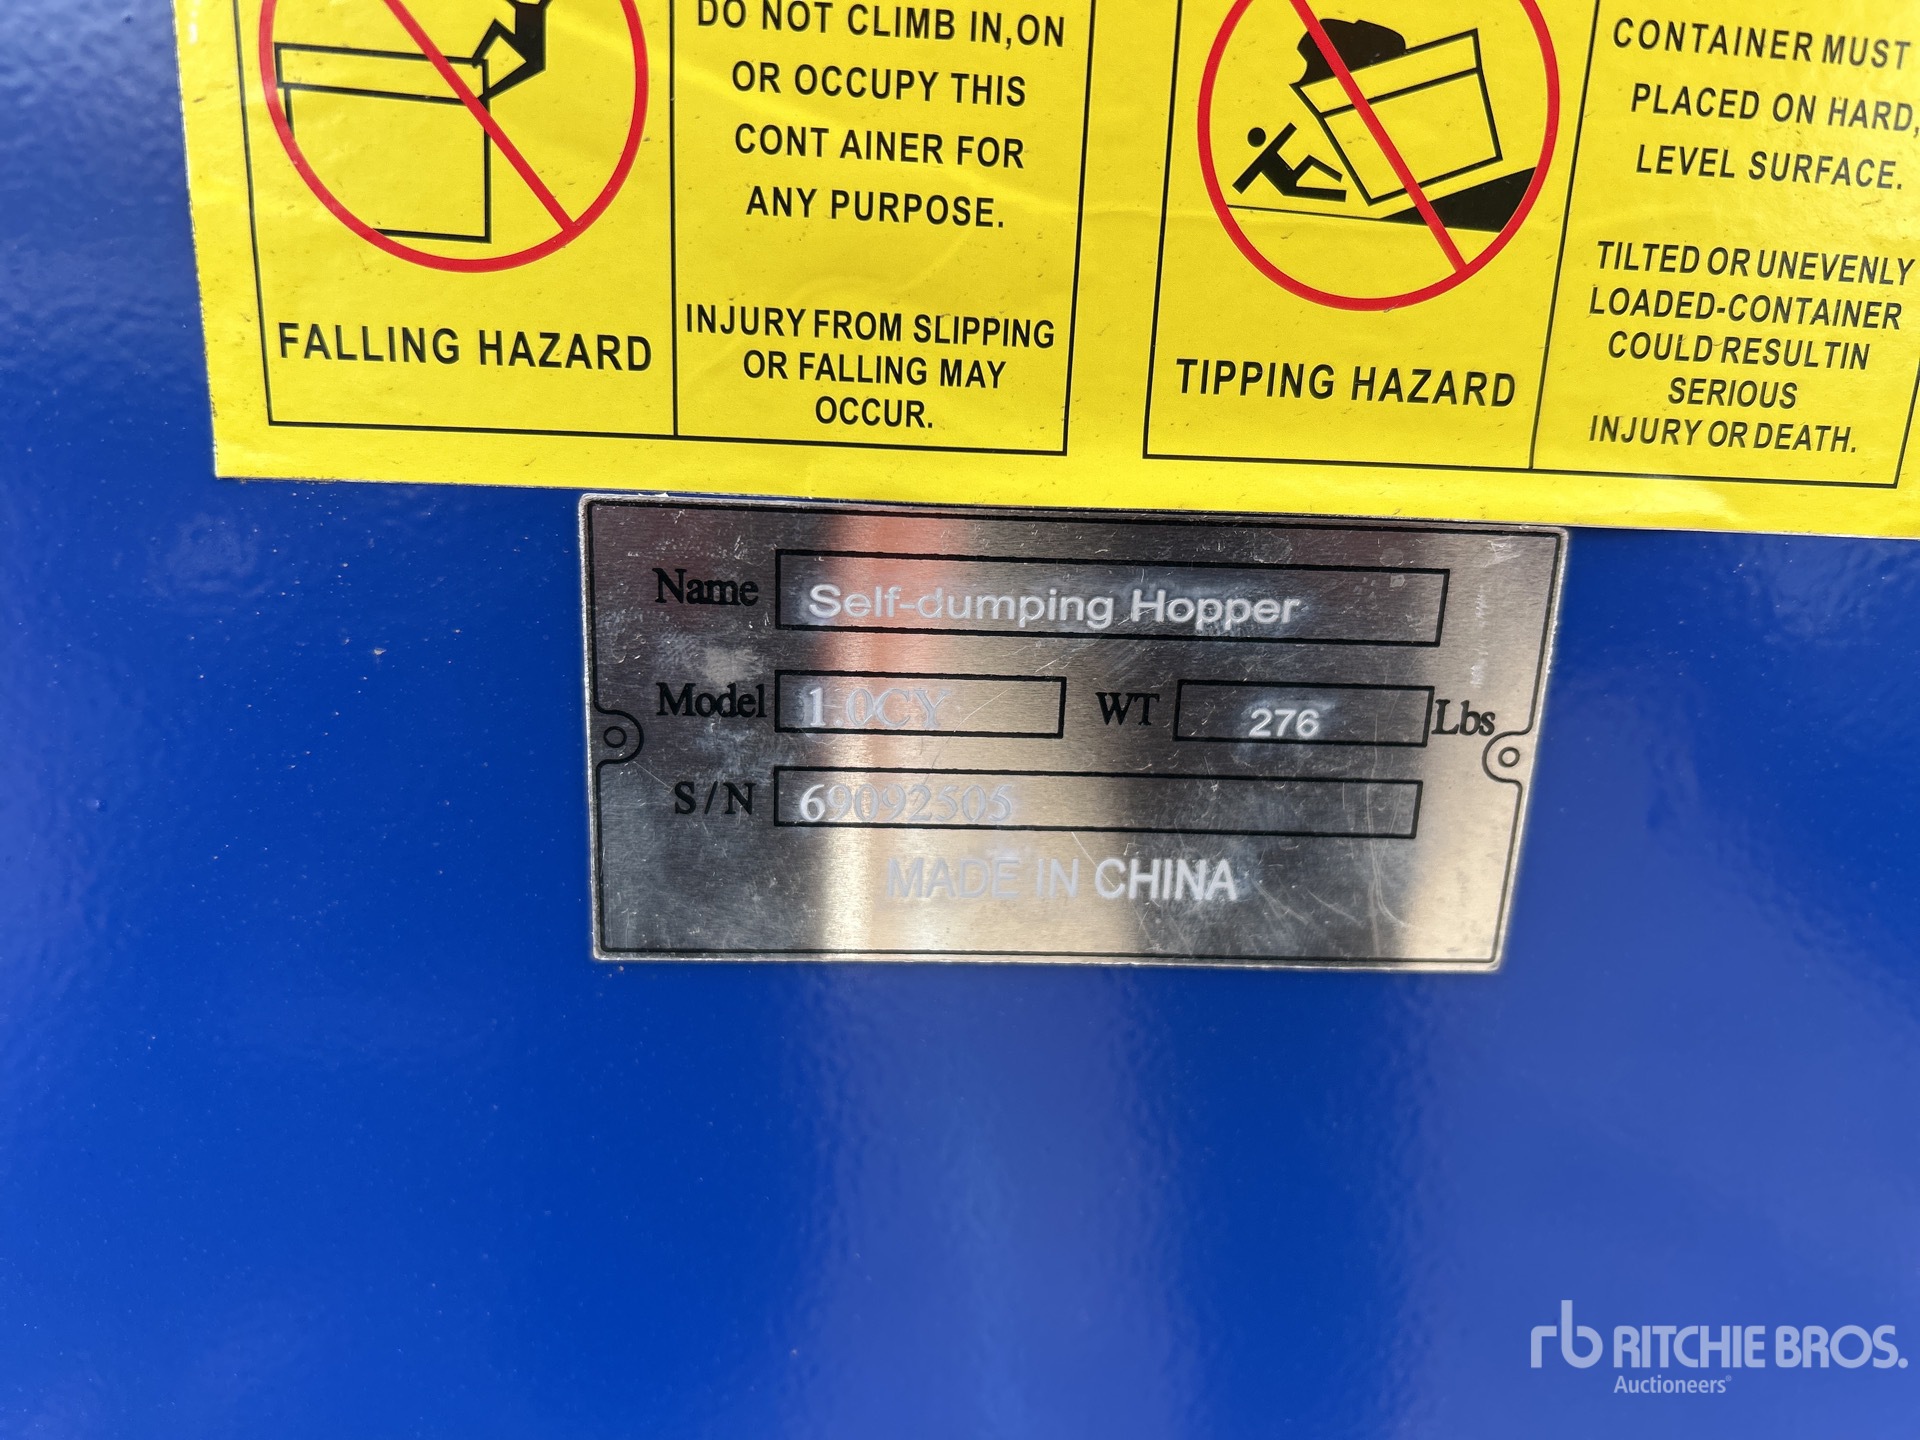 DO NOT CLIMB IN,ON
OR OCCUPY THIS
CONT AINER FOR
ANY PURPOSE.
INJURY FROM SLIPPING
OR FALLING MAY
OCCUR.
FALLING HAZARD
CONTAINER MUST
PLACED ON HARD,
LEVEL SURFACE.
TILTED OR UNEVENLY
LOADED-CONTAINER
COULD RESULTIN
SERIOUS
INJURY OR DEATH.
TIPPING HAZARD
Name Self-dumping Hopper
Model 1.0CY WT 276 Lbs
S/N 69092505
MADE IN CHINA
rb RITCHIE BROS.
Auctioneers